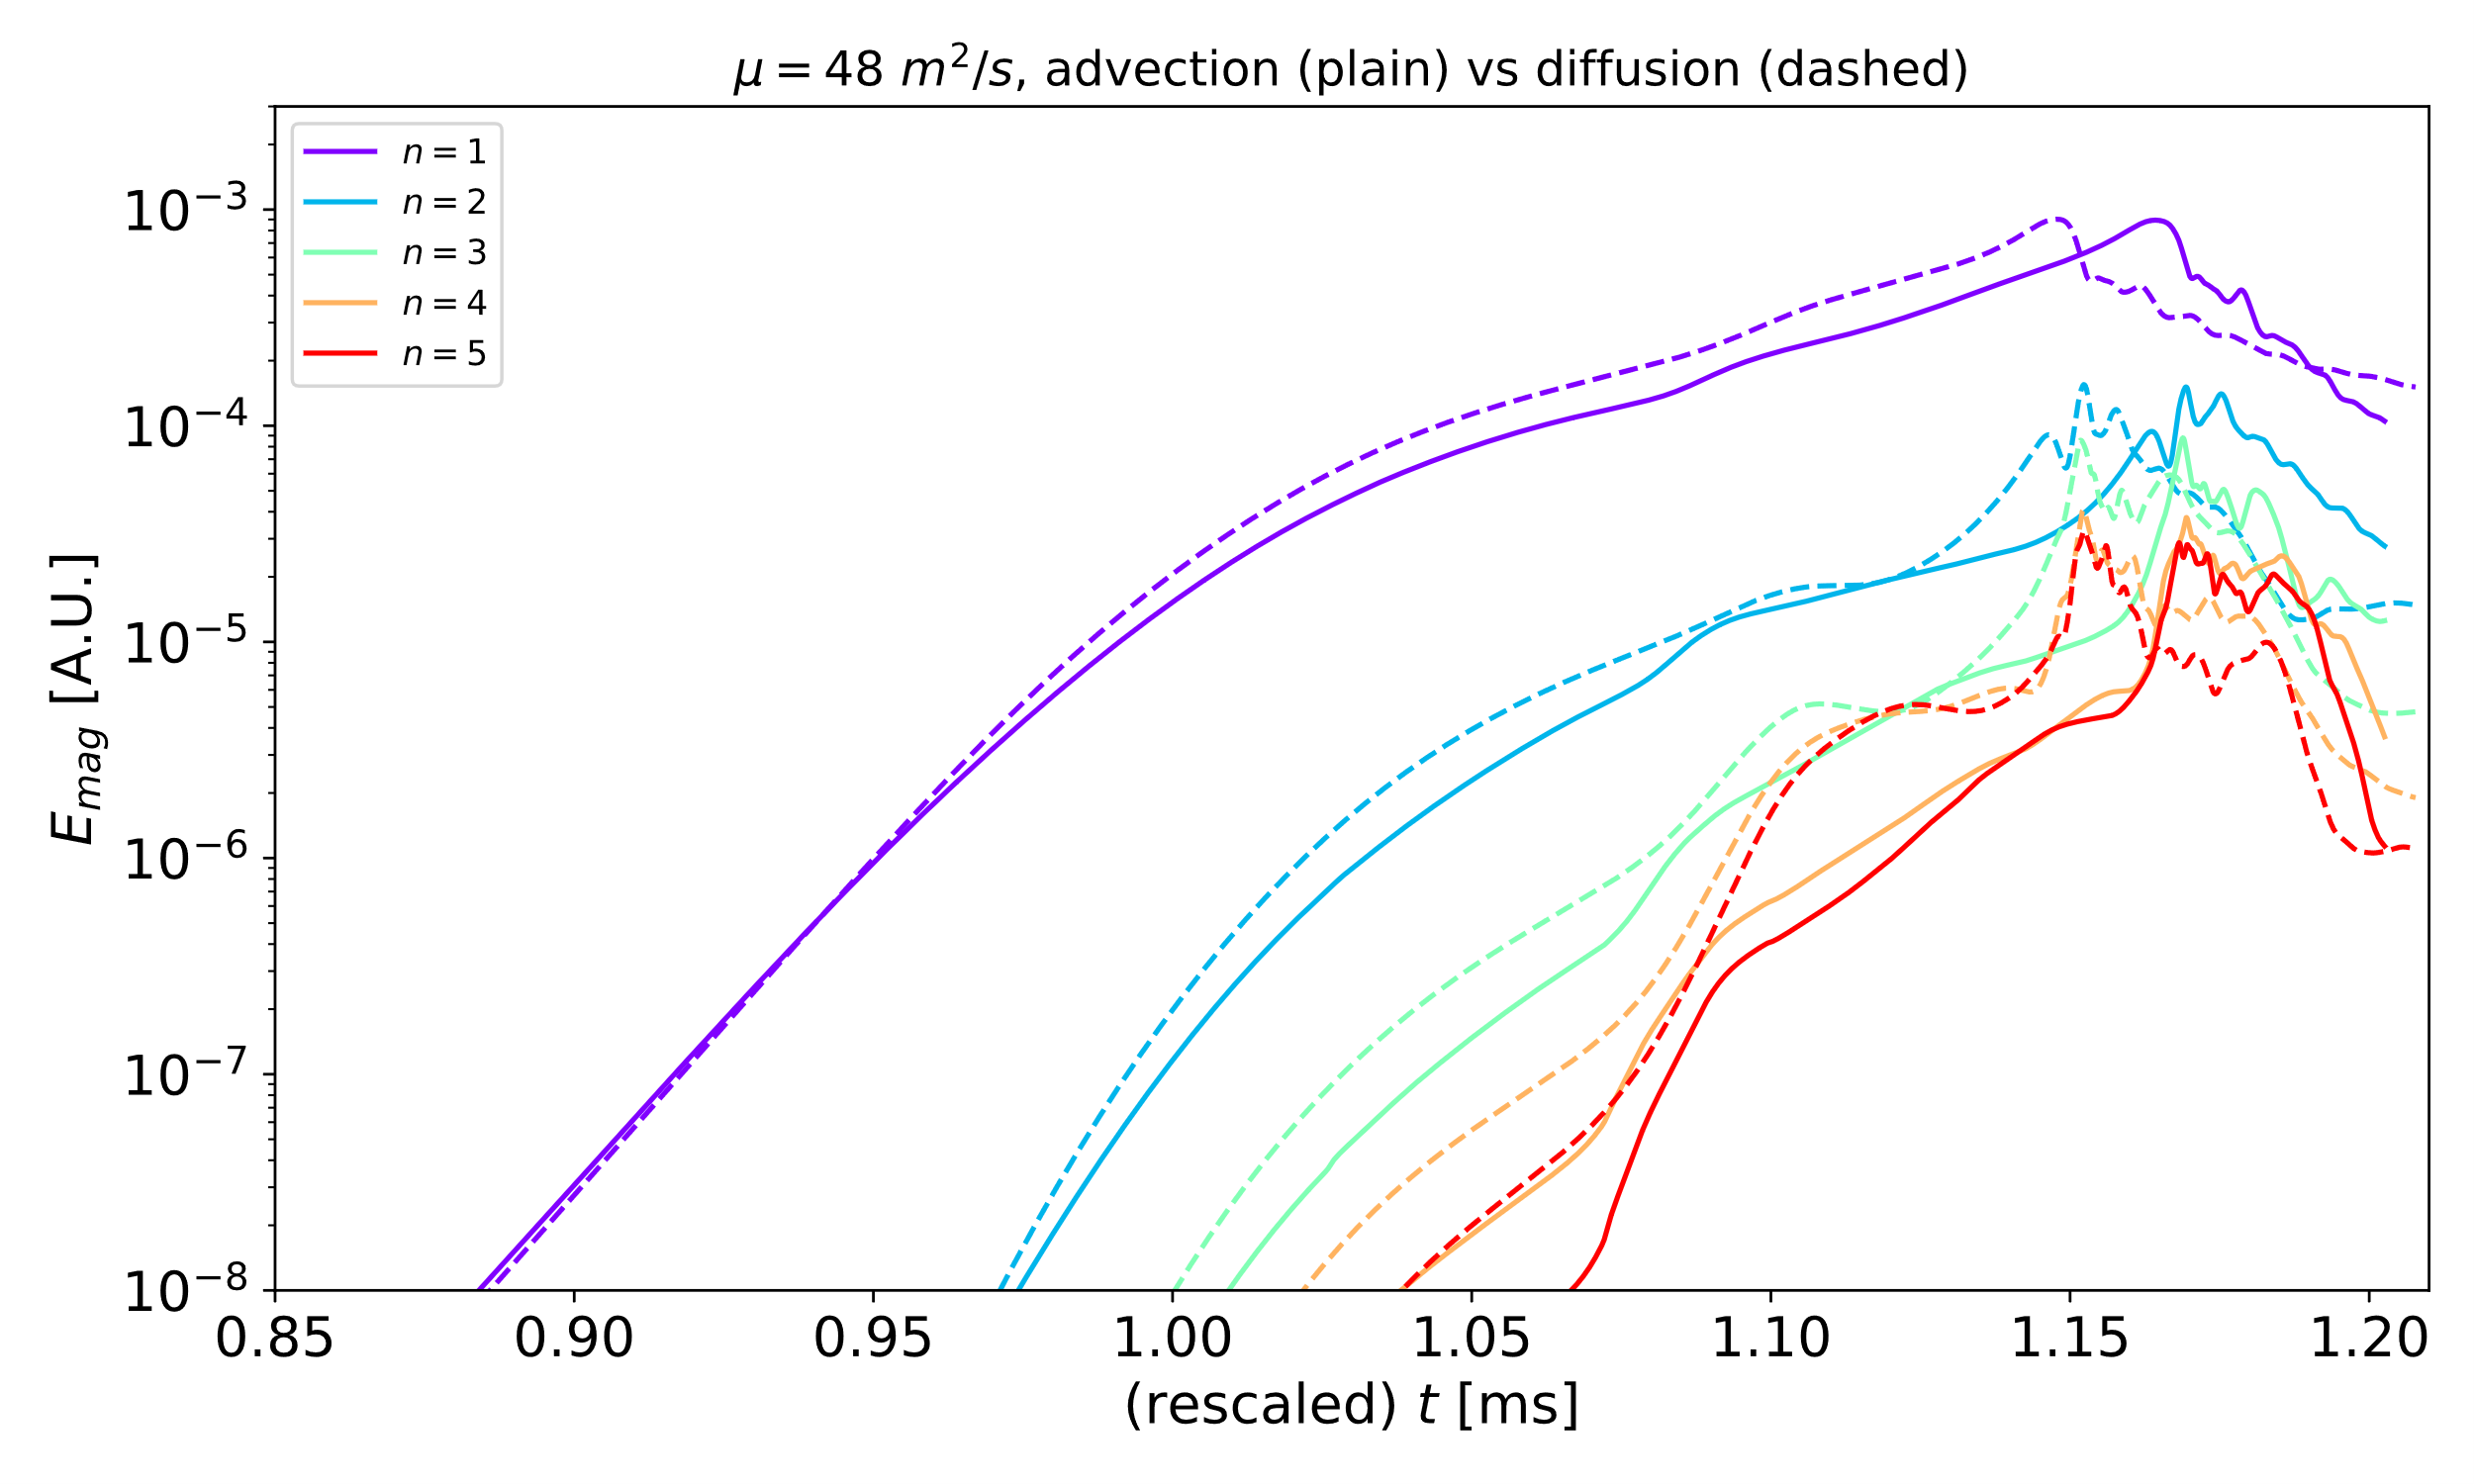 μ = 48 m²/s, advection (plain) vs diffusion (dashed)
n = 1
n = 2
n = 3
n = 4
n = 5
10⁻³
10⁻⁴
10⁻⁵
10⁻⁶
10⁻⁷
10⁻⁸
E_mag [A.U.]
0.85 0.90 0.95 1.00 1.05 1.10 1.15 1.20
(rescaled) t [ms]